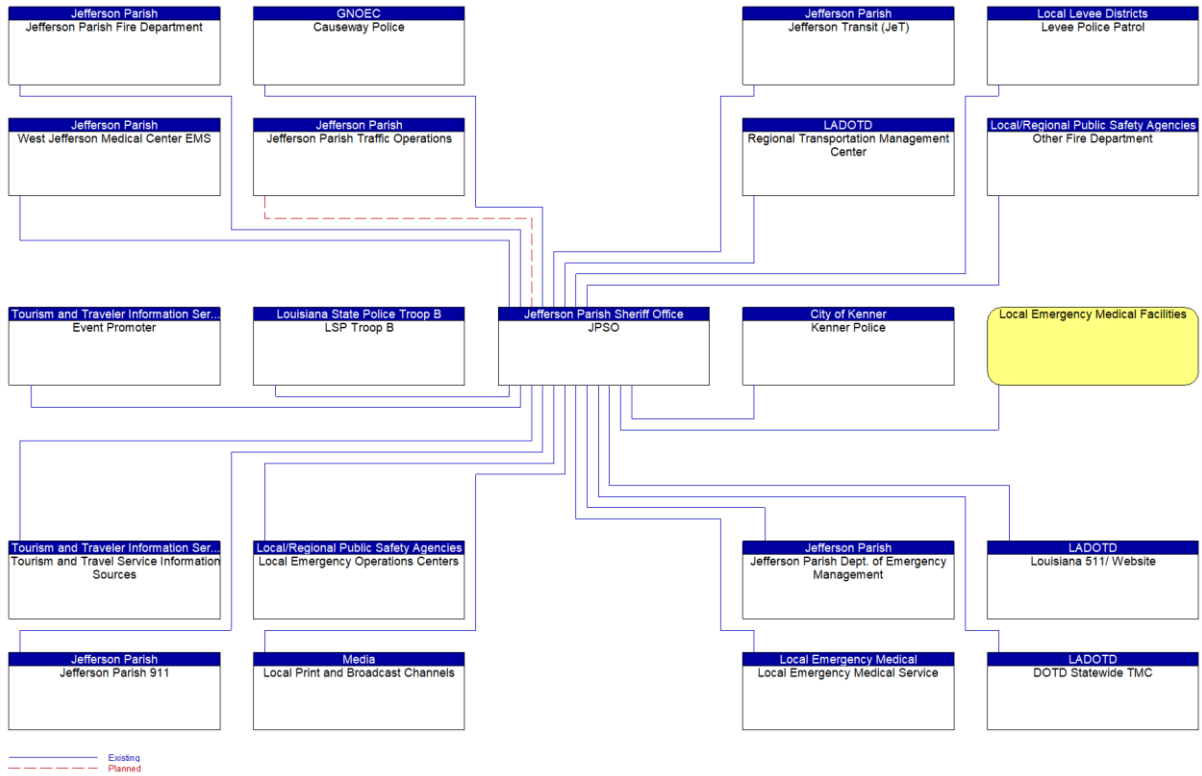 Jefferson Parish
Jefferson Parish Fire Department
GNOEC
Causeway Police
Jefferson Parish
Jefferson Transit (JeT)
Local Levee Districts
Levee Police Patrol
Jefferson Parish
West Jefferson Medical Center EMS
Jefferson Parish
Jefferson Parish Traffic Operations
LADOTD
Regional Transportation Management
Center
Local/Regional Public Safety Agencies
Other Fire Department
Tourism and Traveler Information Ser...
Event Promoter
Louisiana State Police Troop B
LSP Troop B
Jefferson Parish Sheriff Office
JPSO
City of Kenner
Kenner Police
Local Emergency Medical Facilities
Tourism and Traveler Information Ser...
Tourism and Travel Service Information
Sources
Local/Regional Public Safety Agencies
Local Emergency Operations Centers
Jefferson Parish
Jefferson Parish Dept. of Emergency
Management
LADOTD
Louisiana 511/ Website
Jefferson Parish
Jefferson Parish 911
Media
Local Print and Broadcast Channels
Local Emergency Medical
Local Emergency Medical Service
LADOTD
DOTD Statewide TMC
Existing
Planned